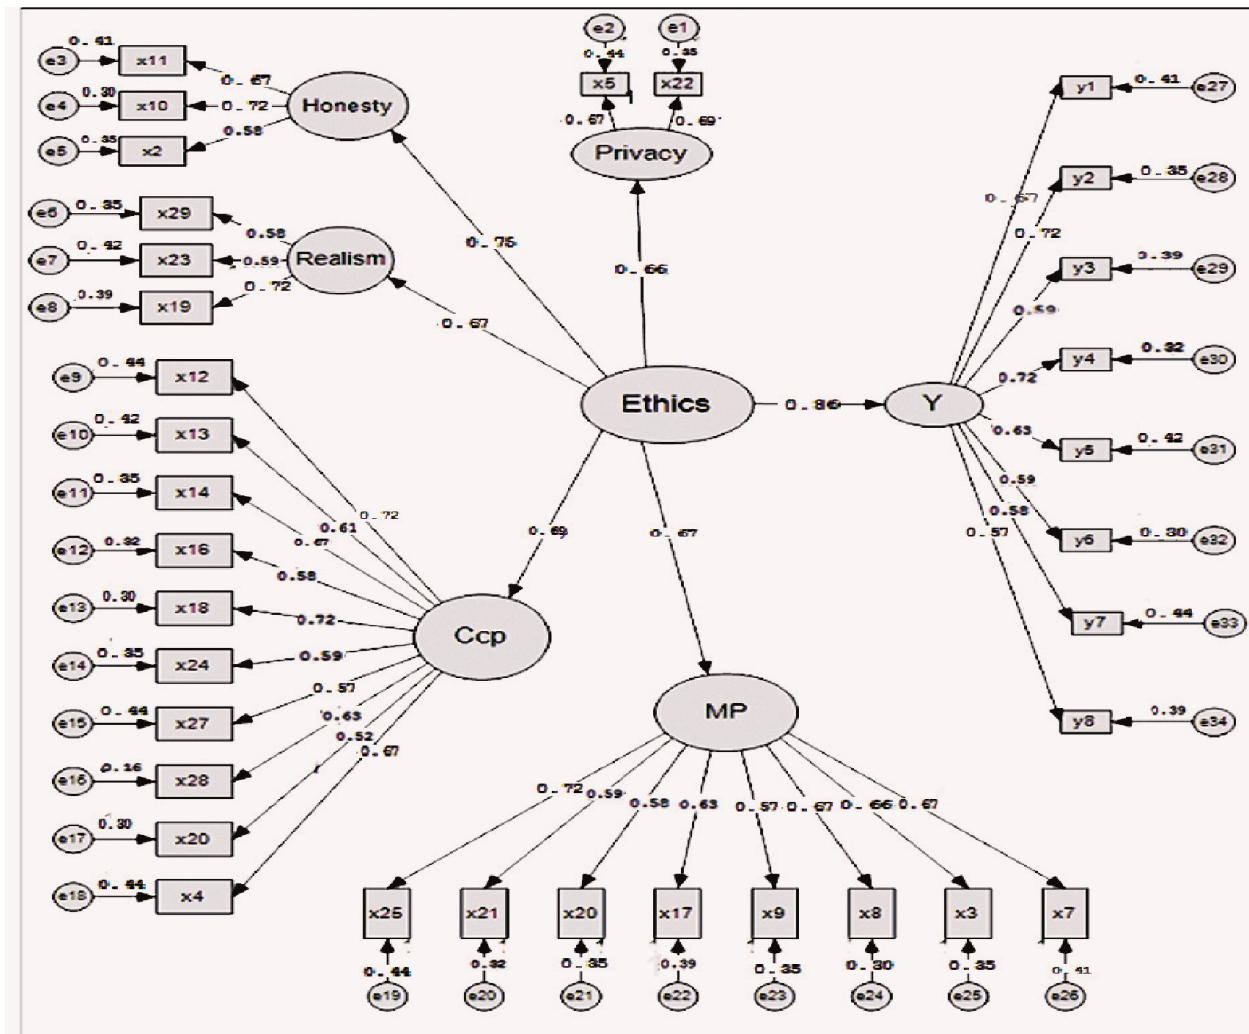 e2 e1
0.44 0.35
x5 x22
0.67 0.69
Privacy
e3 0.41 x11 0.67
e4 0.30 x10 0.72 Honesty
e5 0.35 x2 0.58
e6 0.35 x29 0.58
e7 0.42 x23 0.59 Realism
e8 0.39 x19 0.72
0.75 0.66
0.67
Ethics 0.86 Y
0.69 0.67
e9 0.44 x12 0.72
e10 0.42 x13 0.61
e11 0.35 x14 0.67
e12 0.32 x16 0.58
e13 0.30 x18 0.72 Ccp
e14 0.35 x24 0.59
e15 0.44 x27 0.57
e16 0.16 x28 0.63
e17 0.30 x20 0.52
e18 0.44 x4 0.67
0.67 y1 0.41 e27
0.72 y2 0.35 e28
0.59 y3 0.39 e29
0.72 y4 0.32 e30
0.63 y5 0.42 e31
0.59 y6 0.30 e32
0.58 y7 0.44 e33
0.57 y8 0.39 e34
MP
0.72 0.59 0.58 0.63 0.57 0.67 0.66 0.67
x25 x21 x20 x17 x9 x8 x3 x7
0.44 0.32 0.35 0.39 0.35 0.30 0.35 0.41
e19 e20 e21 e22 e23 e24 e25 e26